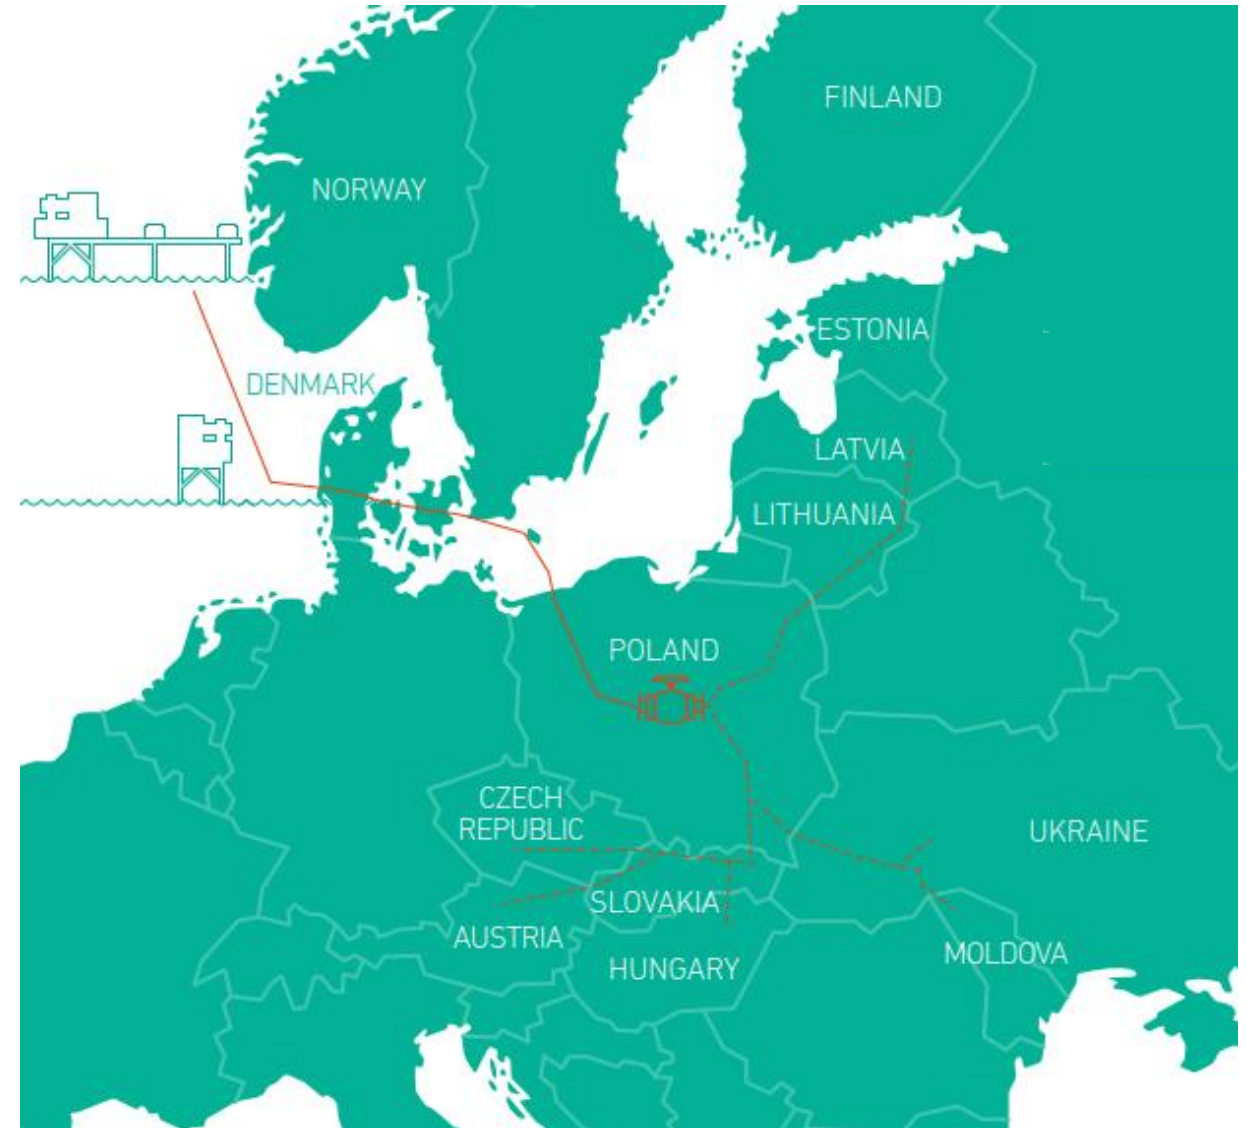 FINLAND
NORWAY
ESTONIA
DENMARK
LATVIA
LITHUANIA
POLAND
CZECH
REPUBLIC
UKRAINE
SLOVAKIA
AUSTRIA
MOLDOVA
HUNGARY